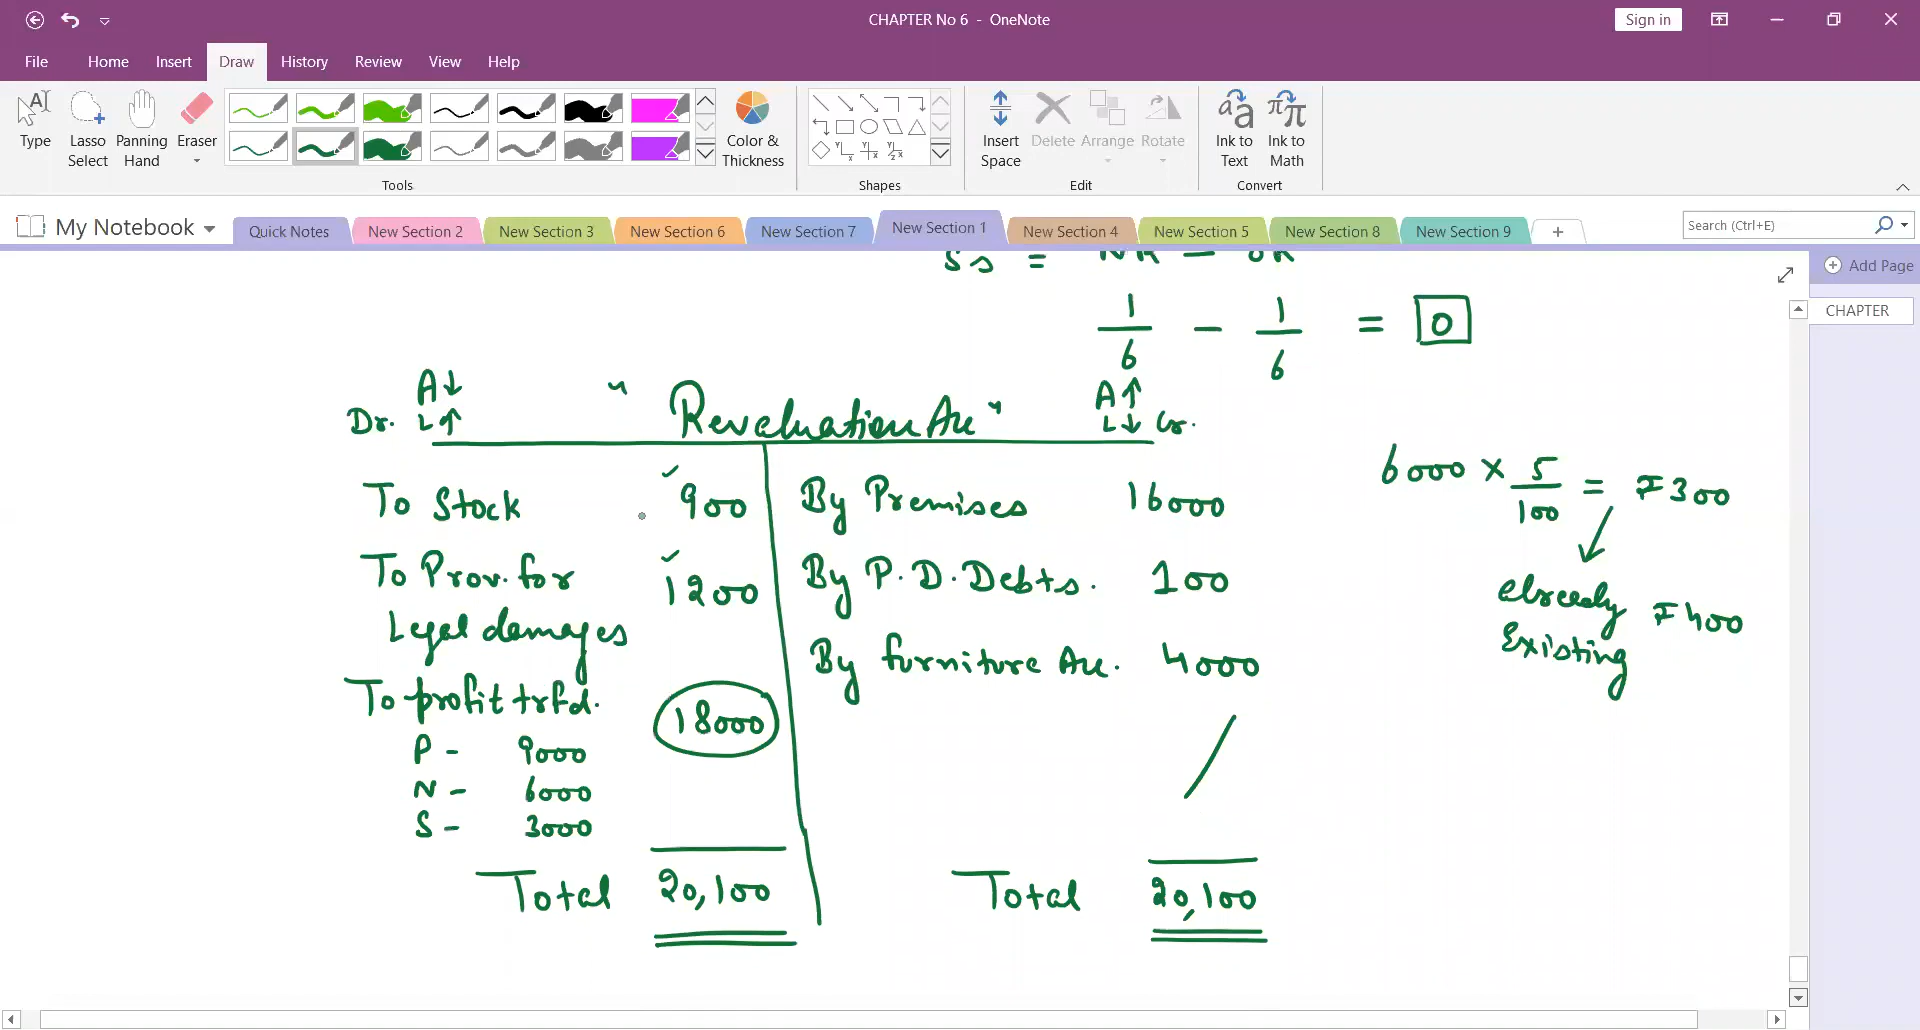 CHAPTER No 6 - OneNote
Sign in
File Home Insert Draw History Review View Help
Type
Lasso Select
Panning Hand
Eraser
Color & Thickness
Insert Space
Delete
Arrange
Rotate
Ink to Text
Ink to Math
Tools
Shapes
Edit
Convert
My Notebook
Quick Notes
New Section 2
New Section 3
New Section 6
New Section 7
New Section 1
New Section 4
New Section 5
New Section 8
New Section 9
Search (Ctrl+E)
Add Page
CHAPTER
SS = NR - OR
1/6 - 1/6 = 0
A↓
Dr. L↑
"Revaluation A/c"
A↑
L↓ Cr.
To Stock 900
By Premises 16000
To Prov. for 1200
Legal damages
By P.D.Debts. 100
By furniture Ac. 4000
To profit trfd. 18000
P - 9000
N - 6000
S - 3000
Total 20,100
Total 20,100
6000 × 5/100 = ₹300
already ₹400
Existing